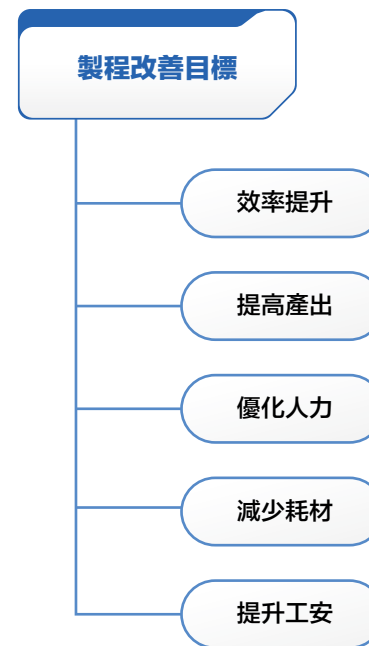 製程改善目標
效率提升
提高產出
優化人力
減少耗材
提升工安